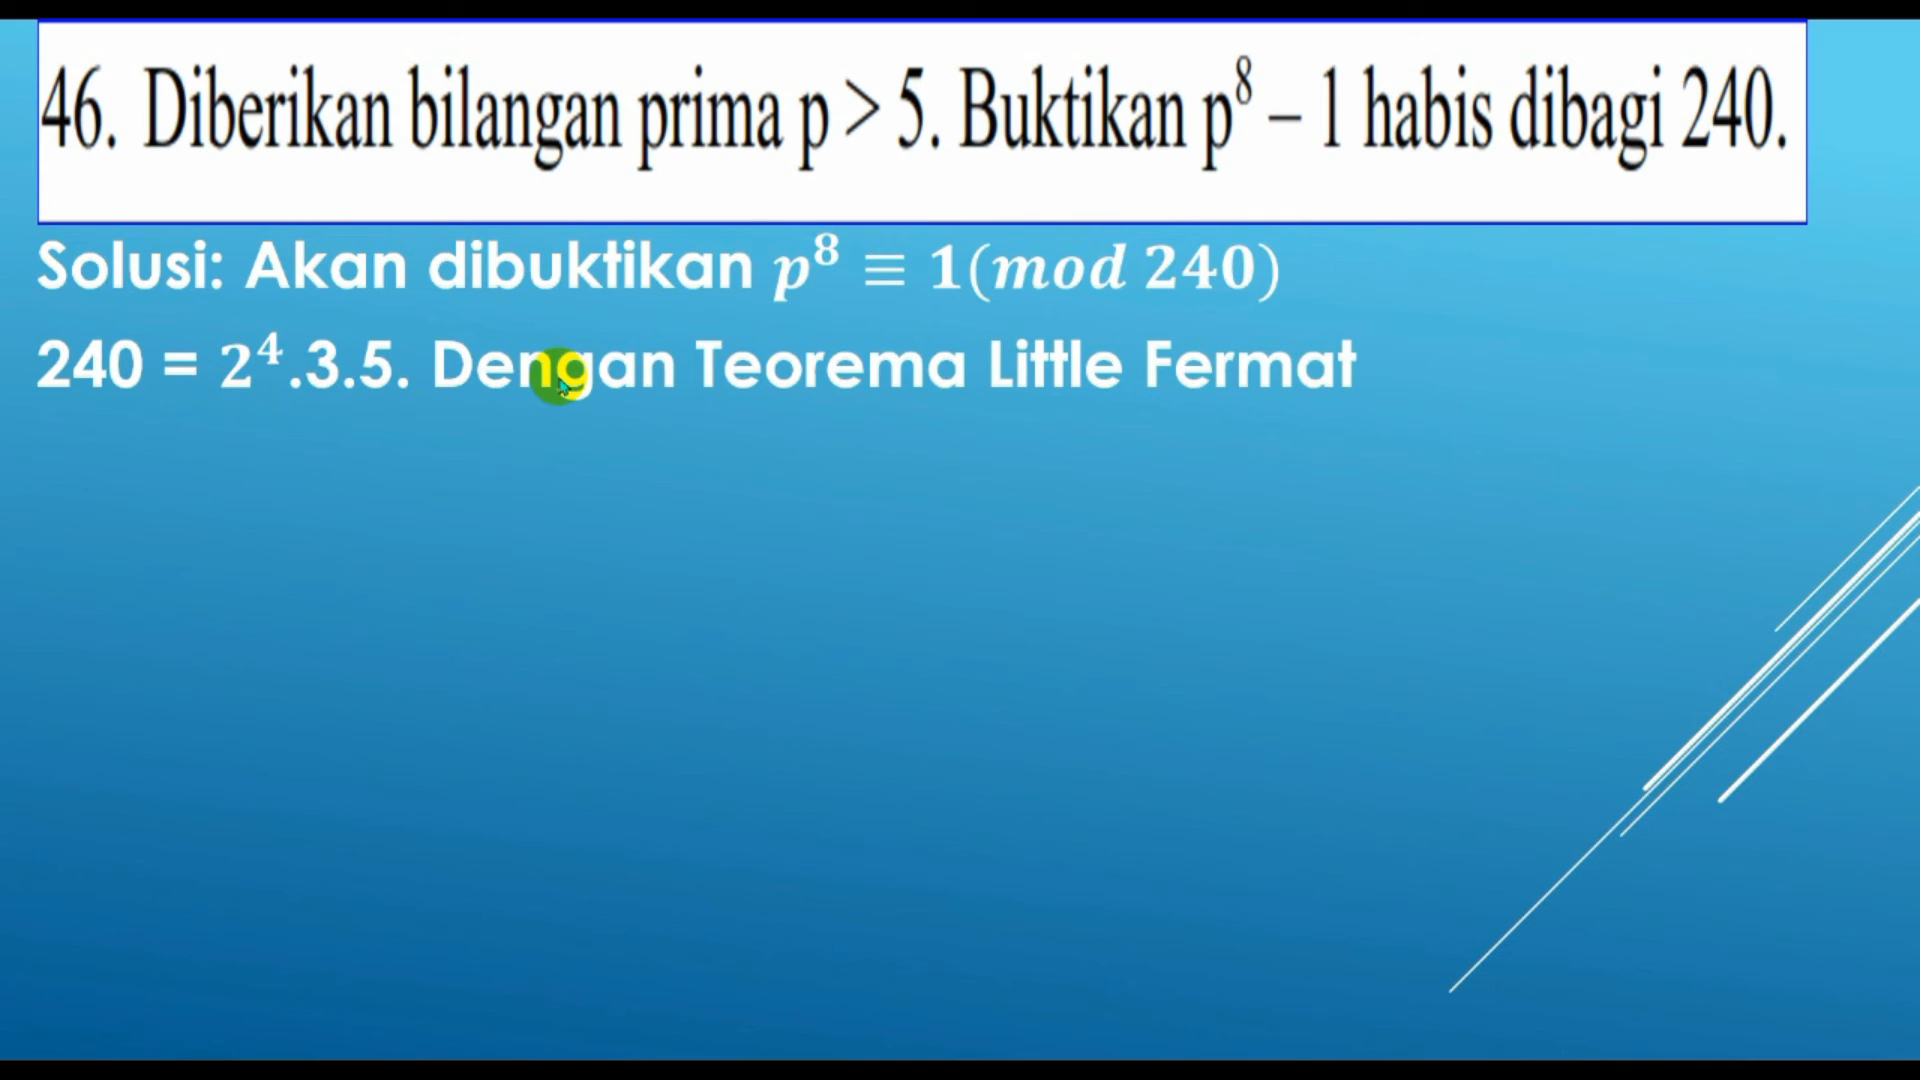 46. Diberikan bilangan prima p > 5. Buktikan p⁸ – 1 habis dibagi 240.
Solusi: Akan dibuktikan p⁸ ≡ 1(mod 240)
240 = 2⁴.3.5. Dengan Teorema Little Fermat